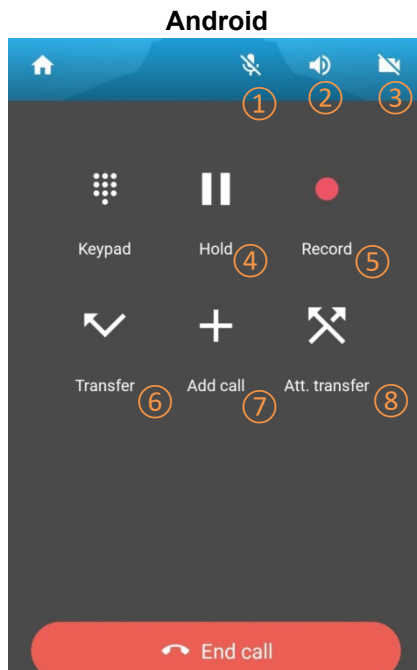 Android
① ② ③
Keypad Hold ④ Record ⑤
Transfer ⑥ Add call ⑦ Att. transfer ⑧
End call